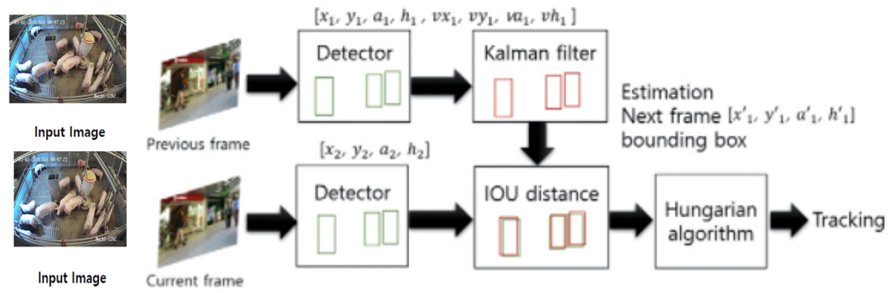 [x₁, y₁, a₁, h₁ , vx₁, vy₁, va₁, vh₁ ]
Detector
Kalman filter
Input Image
Previous frame
Estimation
Next frame [x'₁, y'₁, a'₁, h'₁]
bounding box
[x₂, y₂, a₂, h₂]
Detector
IOU distance
Hungarian
algorithm
Tracking
Input Image
Current frame